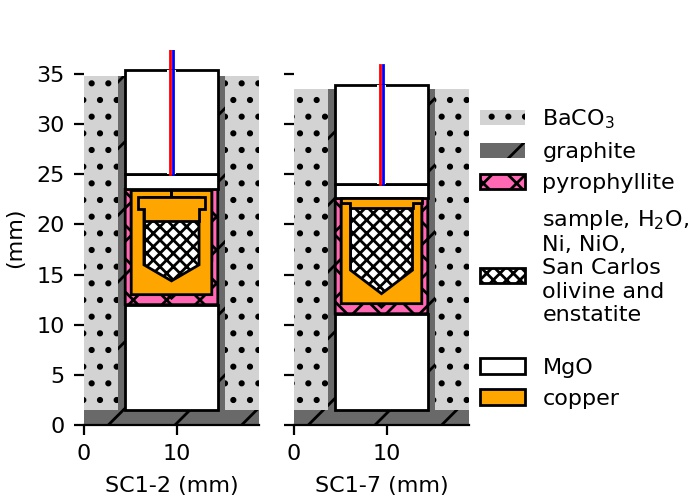 35
30
25
20
15
10
5
0
(mm)
0 10
SC1-2 (mm)
0 10
SC1-7 (mm)
BaCO₃
graphite
pyrophyllite
sample, H₂O,
Ni, NiO,
San Carlos
olivine and
enstatite
MgO
copper